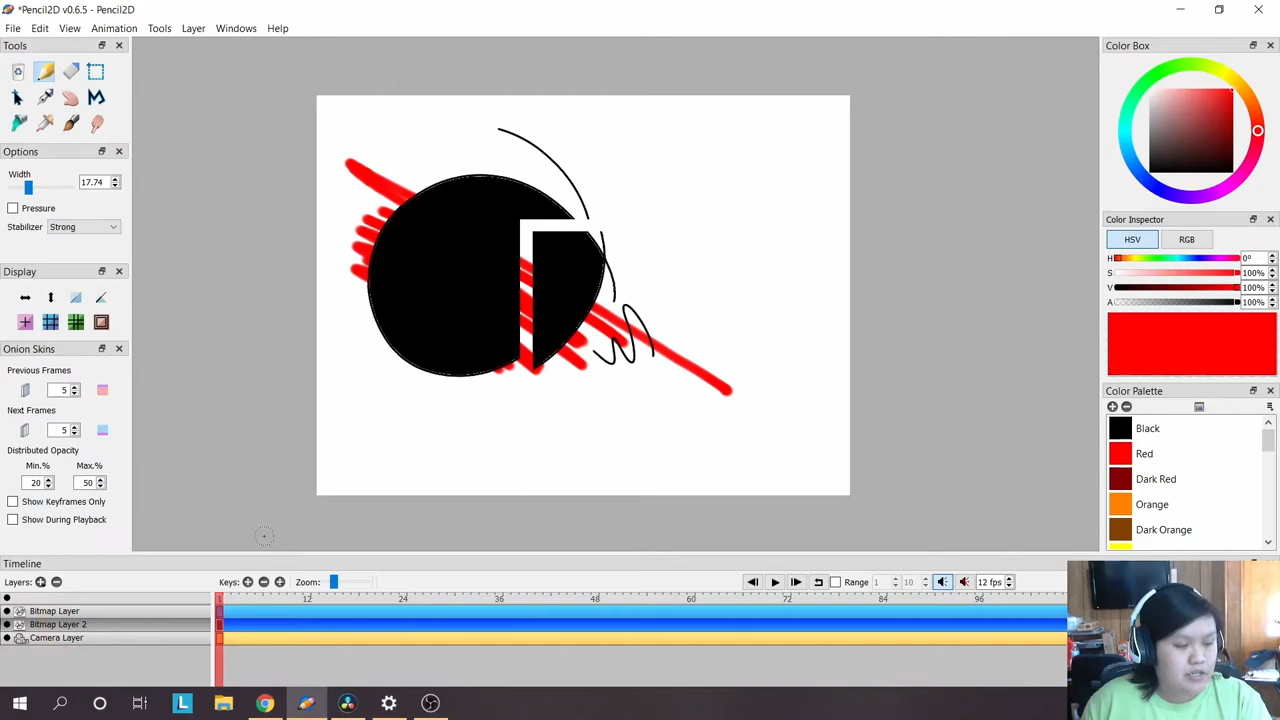 *Pencil2D v0.6.5 - Pencil2D
File Edit View Animation Tools Layer Windows Help
Tools
Options
Width
17.74
Pressure
Stabilizer Strong
Display
Onion Skins
Previous Frames
5
Next Frames
5
Distributed Opacity
Min.% Max.%
20 50
Show Keyframes Only
Show During Playback
Color Box
Color Inspector
HSV RGB
H 0°
S 100%
V 100%
A 100%
Color Palette
Black
Red
Dark Red
Orange
Dark Orange
Timeline
Layers: Keys: Zoom: Range 1 10 12 fps
1 12 24 36 48 60 72 84 96
Bitmap Layer
Bitmap Layer 2
Camera Layer
L